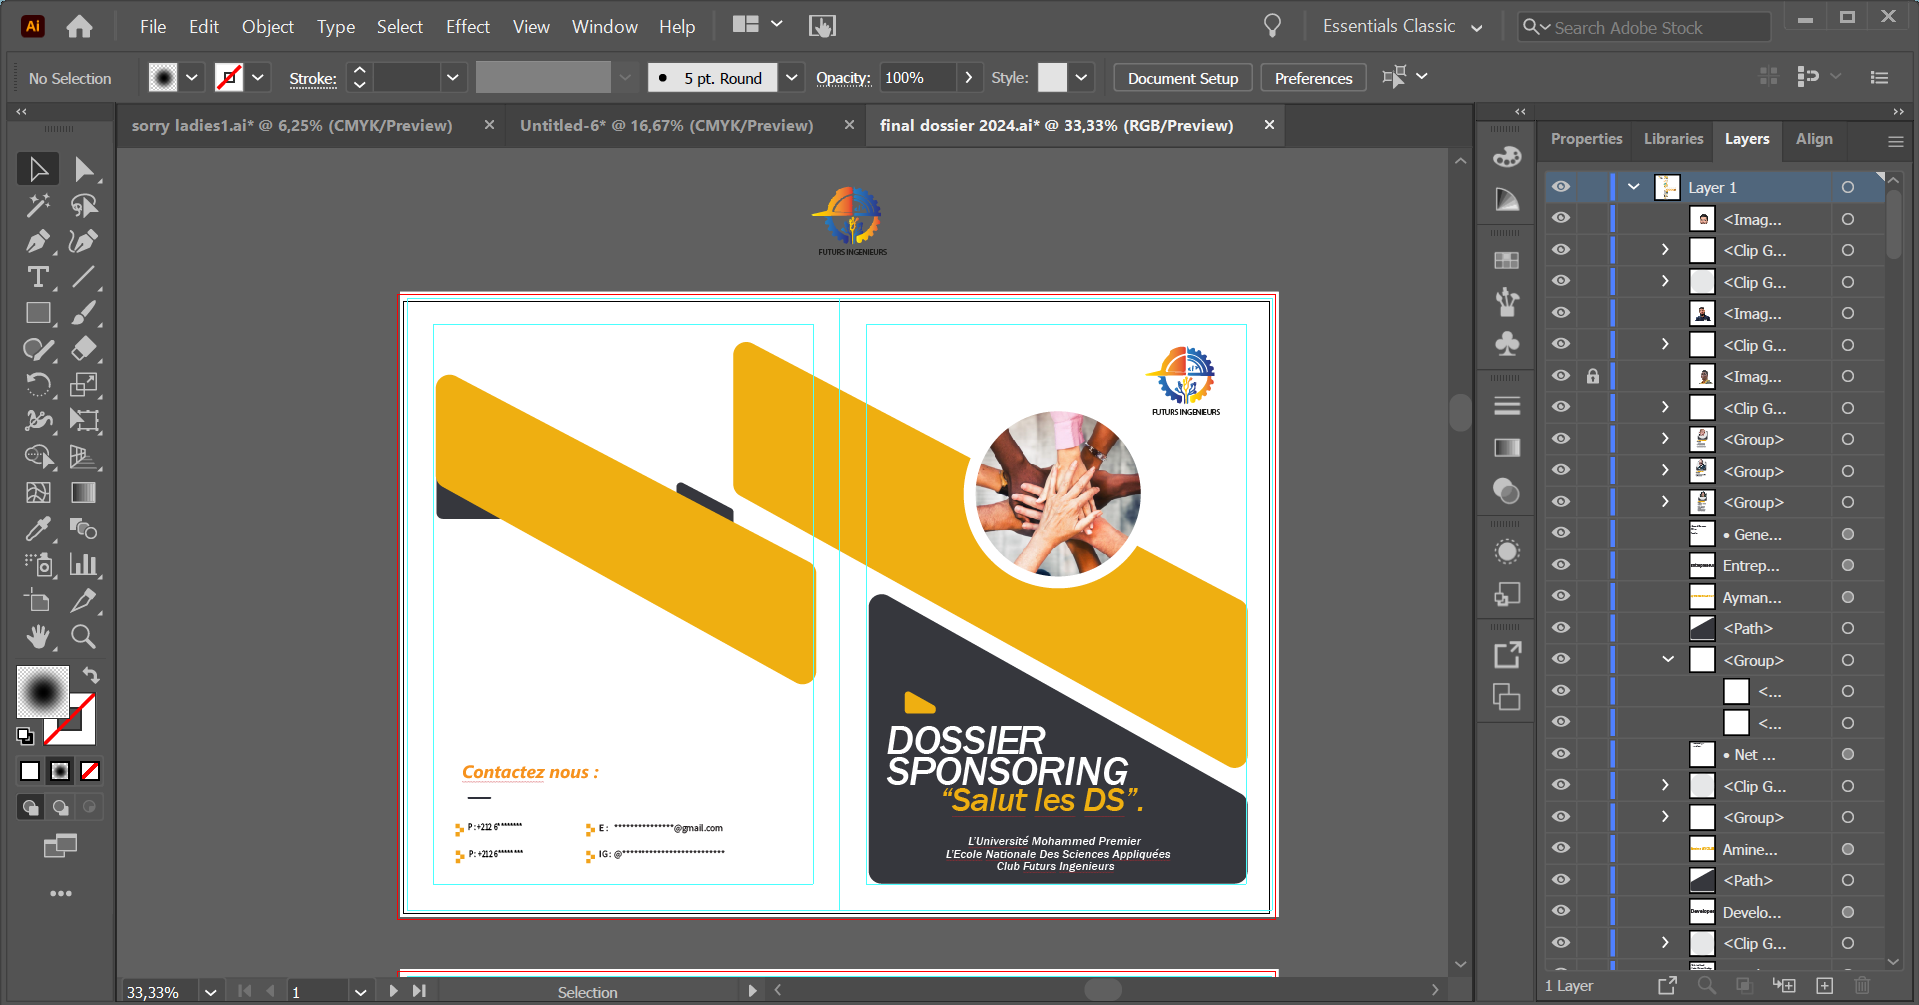 Ai
File Edit Object Type Select Effect View Window Help
Essentials Classic
Search Adobe Stock
No Selection
Stroke:
5 pt. Round
Opacity: 100%
Style:
Document Setup
Preferences
sorry ladies1.ai* @ 6,25% (CMYK/Preview)
Untitled-6* @ 16,67% (CMYK/Preview)
final dossier 2024.ai* @ 33,33% (RGB/Preview)
Properties Libraries Layers Align
FUTURS INGENIEURS
FUTURS INGENIEURS
Contactez nous :
P :+212 6********
E : ***************@gmail.com
P: +212 6********
IG: @**************************
DOSSIER
SPONSORING
“Salut les DS”.
L'Université Mohammed Premier
L'Ecole Nationale Des Sciences Appliquées
Club Futurs Ingenieurs
Layer 1
<Imag...
<Clip G...
<Clip G...
<Imag...
<Clip G...
<Imag...
<Clip G...
<Group>
<Group>
<Group>
• Gene...
Entrep...
Ayman...
<Path>
<Group>
<...
<...
• Net ...
<Clip G...
<Group>
Amine...
<Path>
Develo...
<Clip G...
1 Layer
33,33%
1
Selection